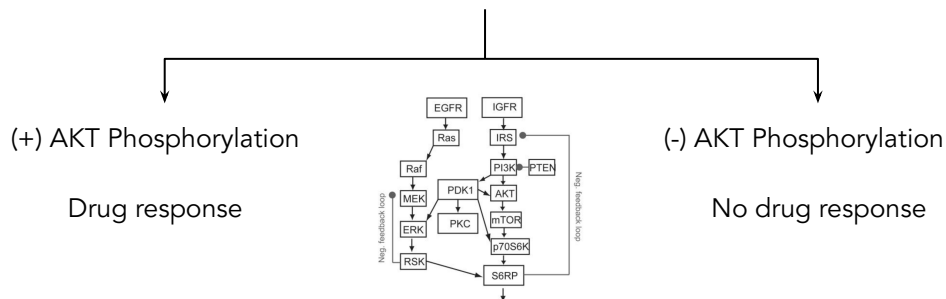 (+) AKT Phosphorylation
Drug response
EGFR
IGFR
Ras
IRS
Raf
PI3K
PTEN
MEK
PDK1
AKT
ERK
PKC
mTOR
p70S6K
RSK
S6RP
Neg. feedback loop
Neg. feedback loop
(-) AKT Phosphorylation
No drug response